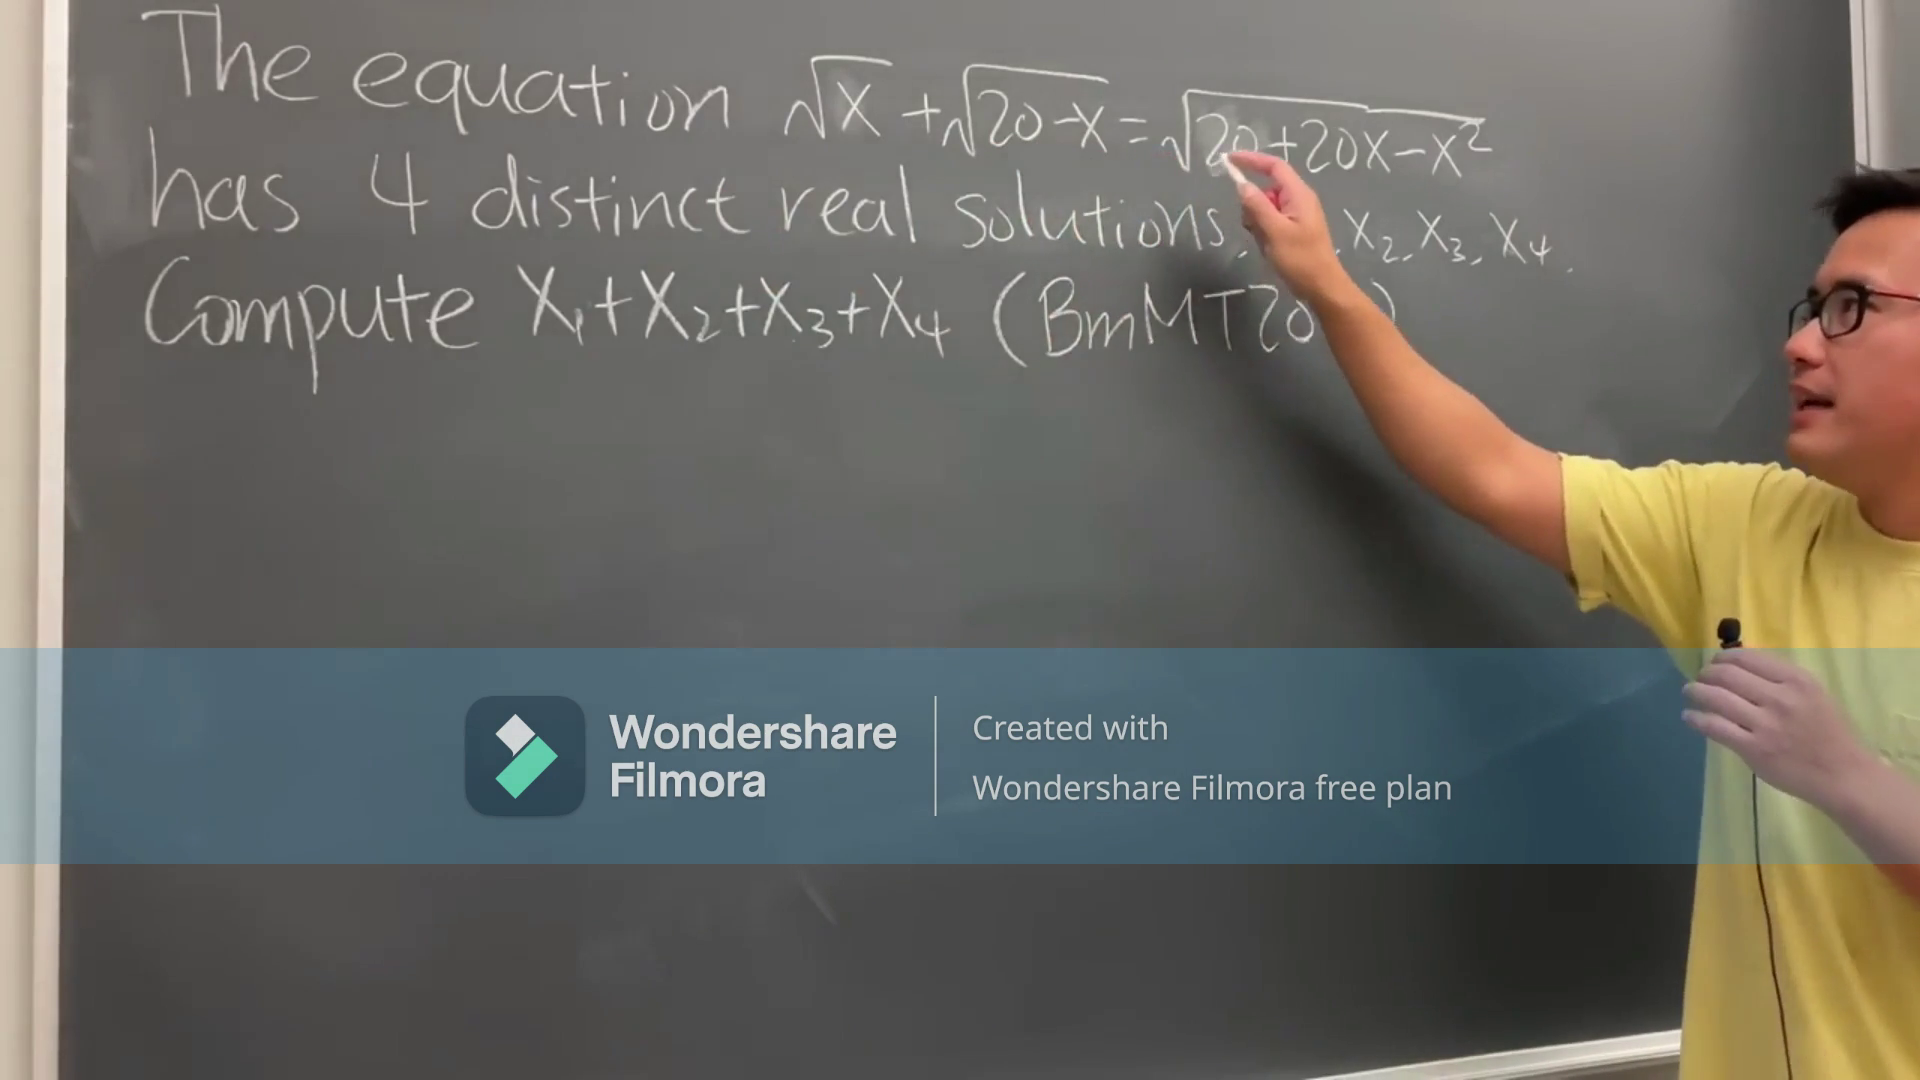 The equation √x + √20-x = √20+20x-x²
has 4 distinct real solutions, x₂, x₃, x₄.
Compute x₁+x₂+x₃+x₄ (BmMT20 )
Wondershare
Filmora
Created with
Wondershare Filmora free plan